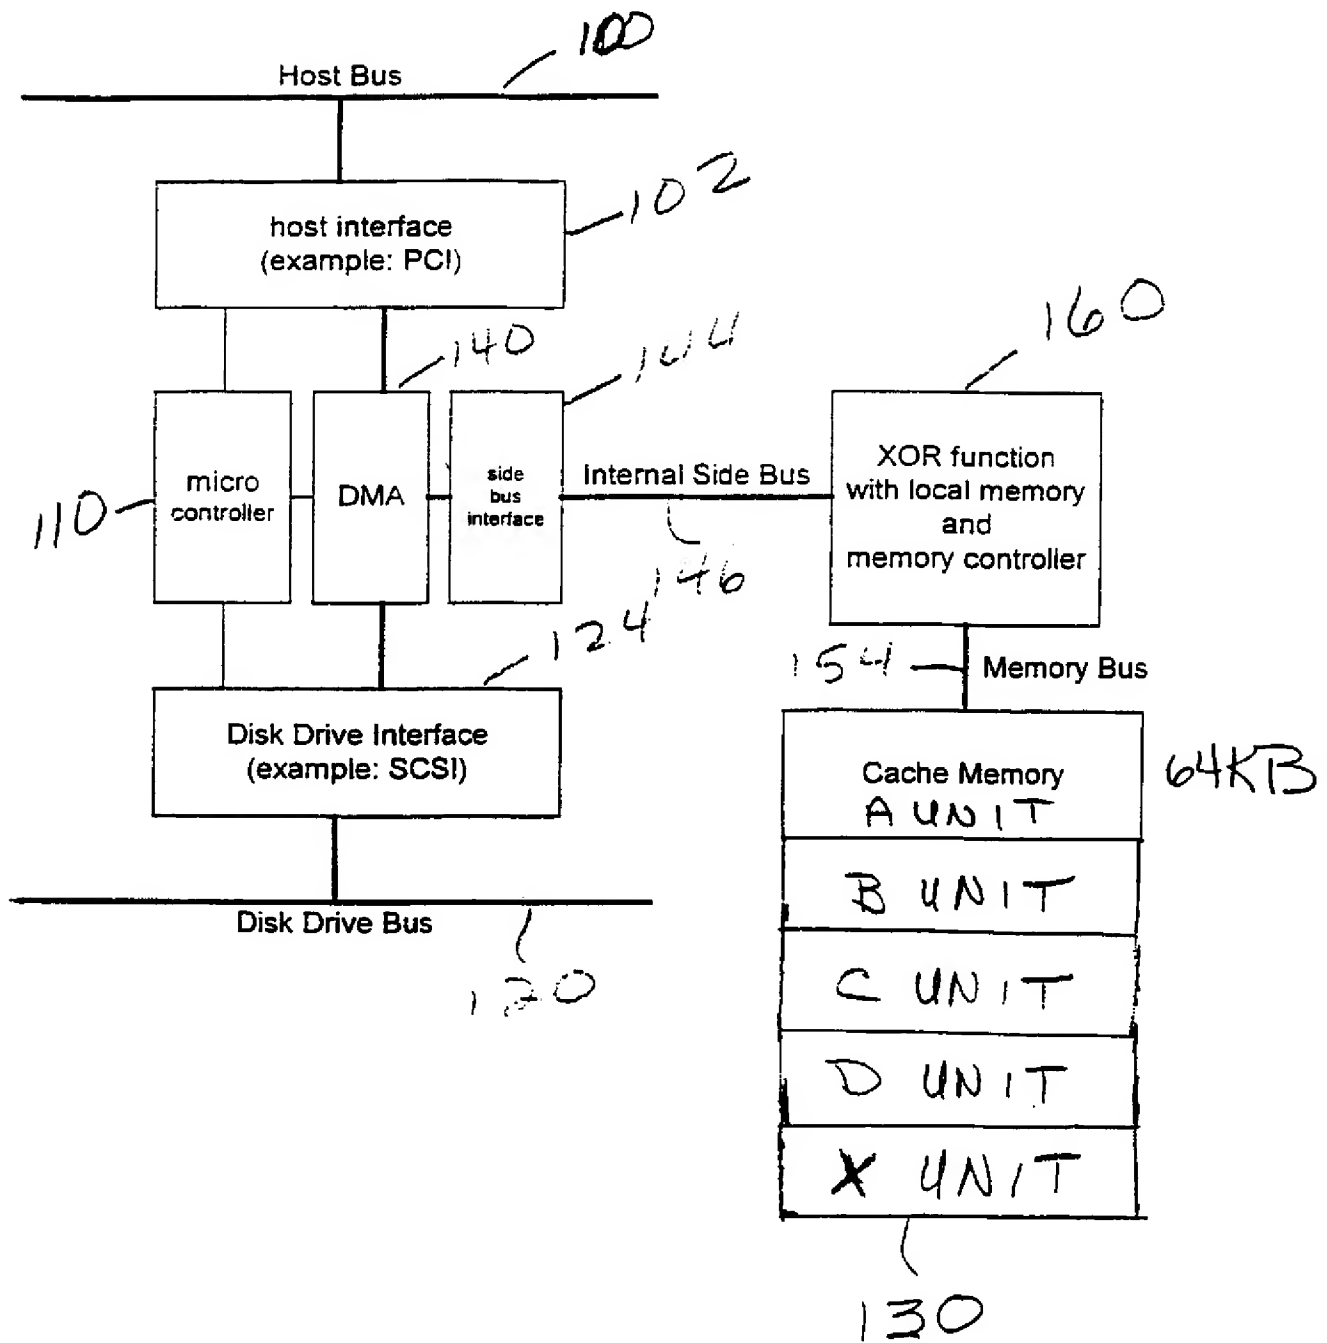 100
Host Bus
102
host interface
(example: PCI)
160
140
144
110
micro
controller
DMA
side
bus
interface
Internal Side Bus
146
XOR function
with local memory
and
memory controller
124
154
Memory Bus
Disk Drive Interface
(example: SCSI)
Cache Memory
64KB
A UNIT
B UNIT
Disk Drive Bus
120
C UNIT
D UNIT
X UNIT
130